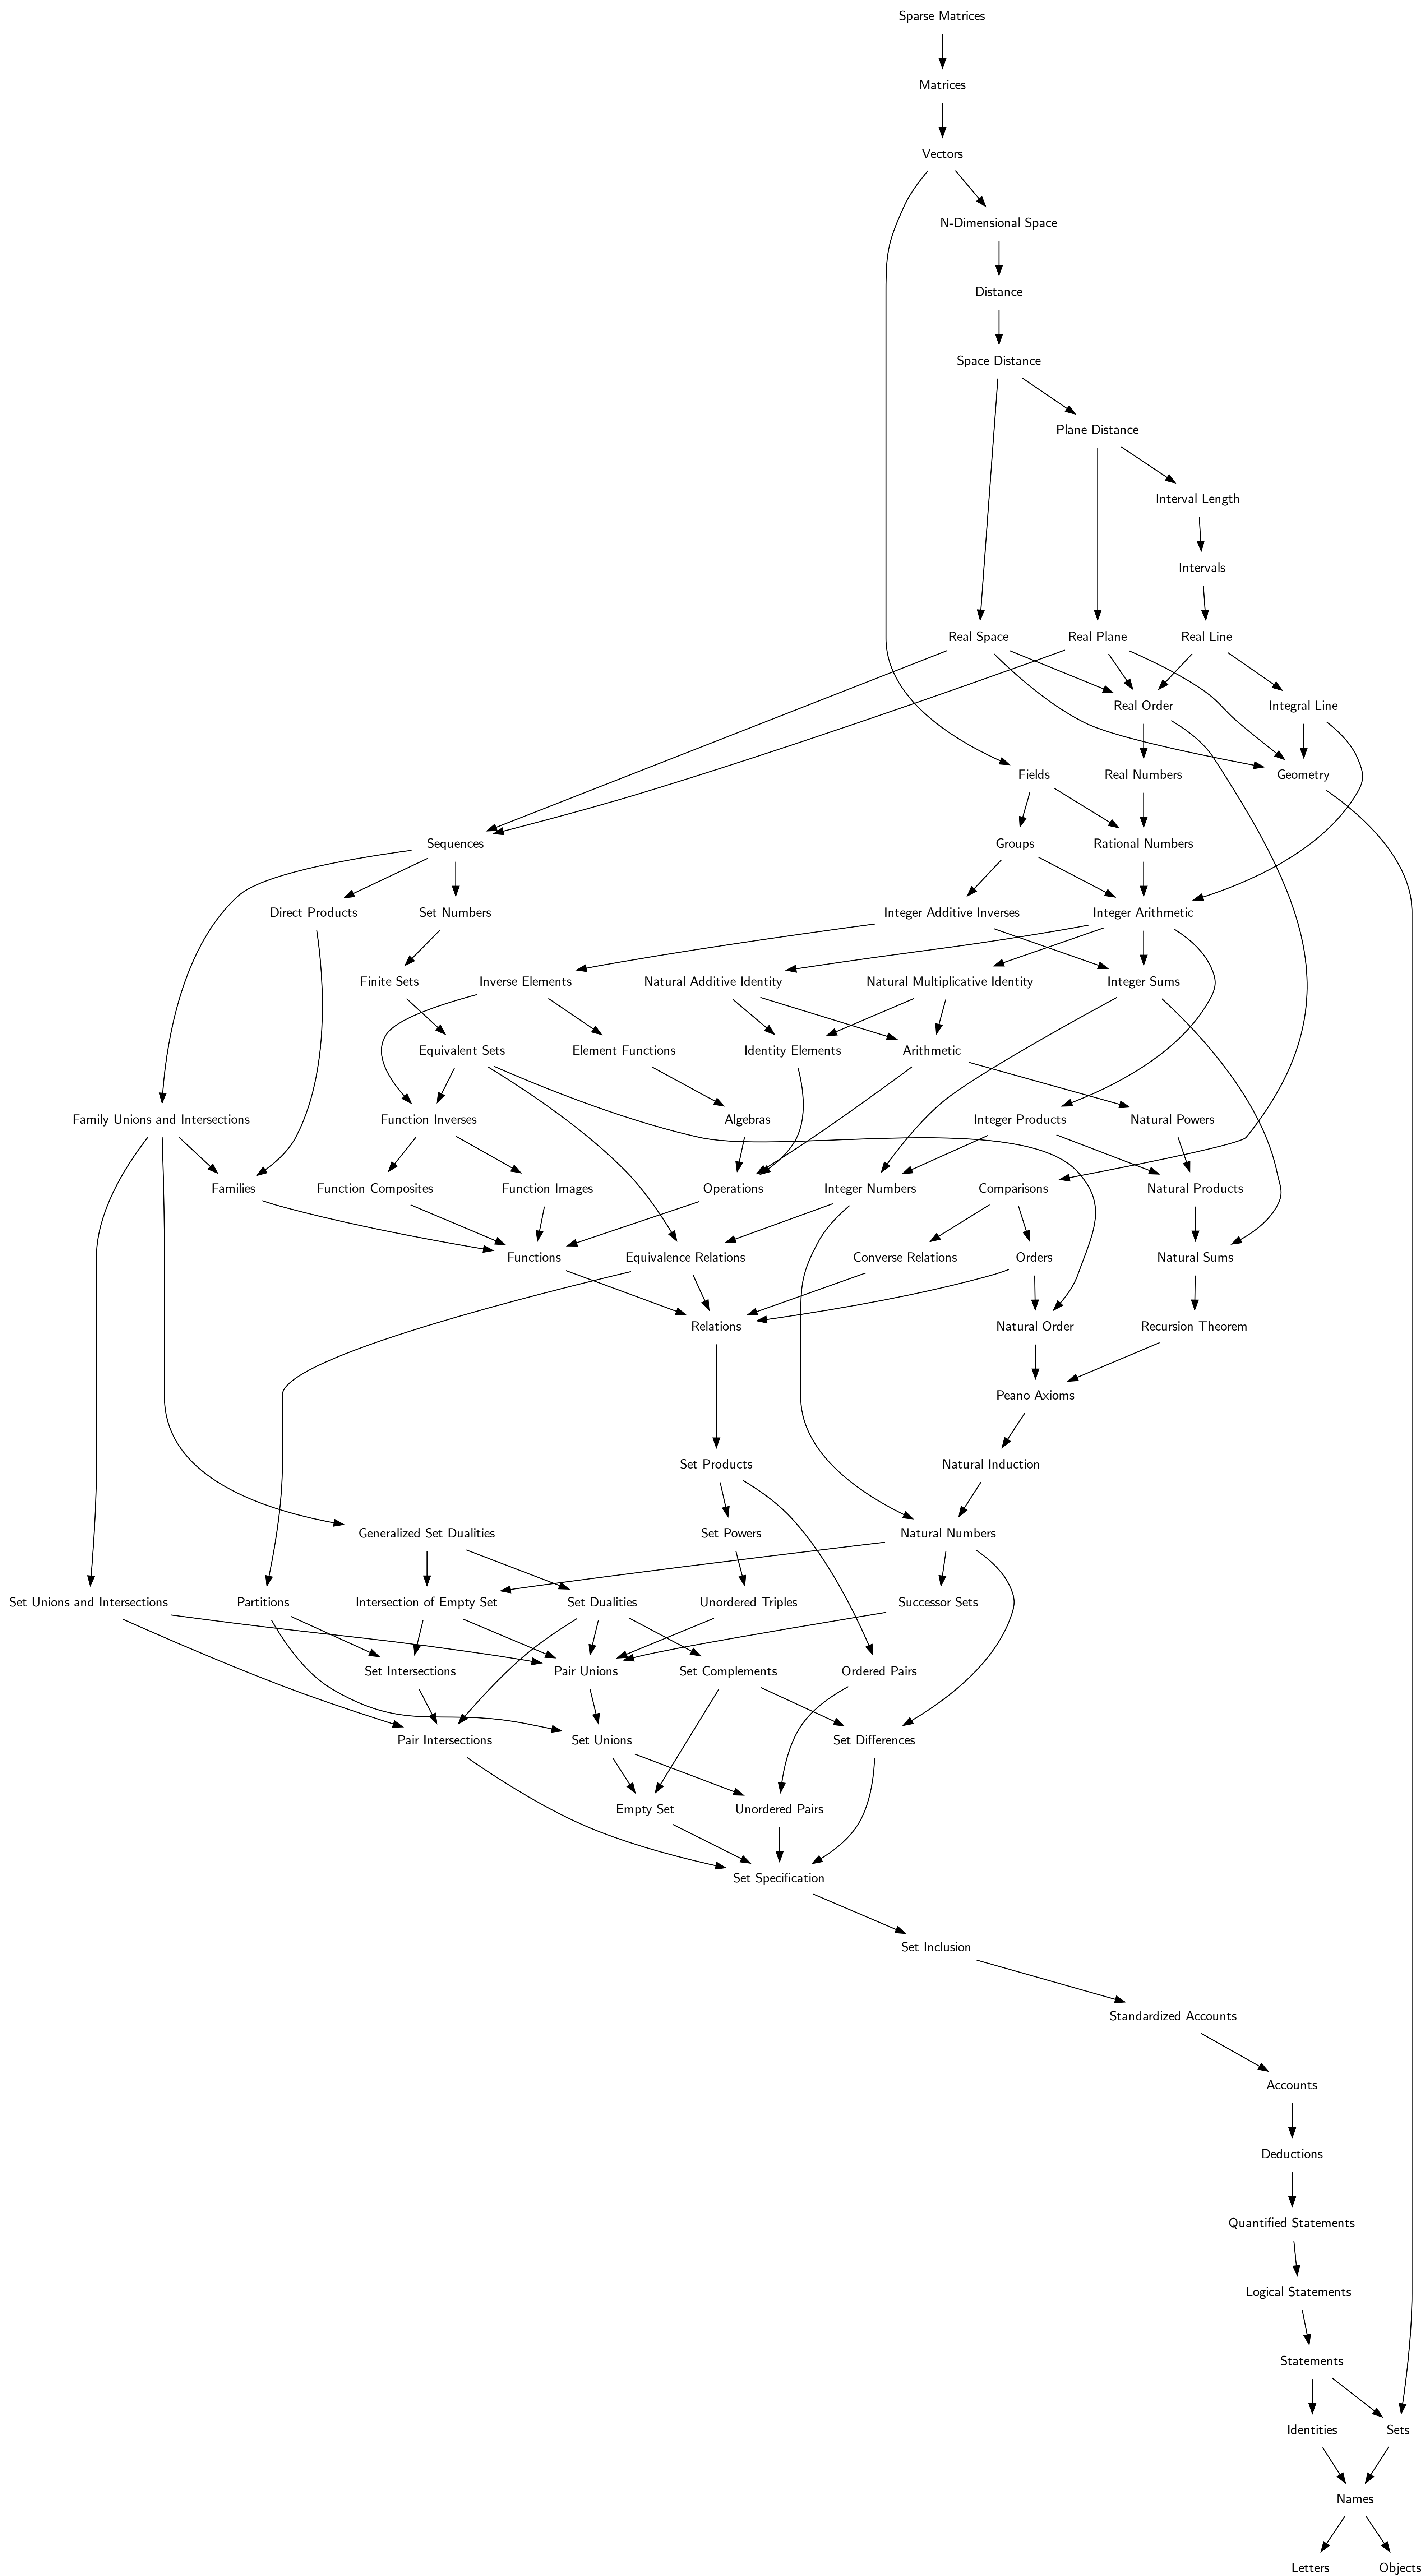 Sparse Matrices
Matrices
Vectors
N-Dimensional Space
Distance
Space Distance
Plane Distance
Interval Length
Intervals
Real Space
Real Plane
Real Line
Real Order
Integral Line
Fields
Real Numbers
Geometry
Sequences
Groups
Rational Numbers
Direct Products
Set Numbers
Integer Additive Inverses
Integer Arithmetic
Finite Sets
Inverse Elements
Natural Additive Identity
Natural Multiplicative Identity
Integer Sums
Equivalent Sets
Element Functions
Identity Elements
Arithmetic
Family Unions and Intersections
Function Inverses
Algebras
Integer Products
Natural Powers
Families
Function Composites
Function Images
Operations
Integer Numbers
Comparisons
Natural Products
Functions
Equivalence Relations
Converse Relations
Orders
Natural Sums
Relations
Natural Order
Recursion Theorem
Peano Axioms
Set Products
Natural Induction
Generalized Set Dualities
Set Powers
Natural Numbers
Set Unions and Intersections
Partitions
Intersection of Empty Set
Set Dualities
Unordered Triples
Successor Sets
Set Intersections
Pair Unions
Set Complements
Ordered Pairs
Pair Intersections
Set Unions
Set Differences
Empty Set
Unordered Pairs
Set Specification
Set Inclusion
Standardized Accounts
Accounts
Deductions
Quantified Statements
Logical Statements
Statements
Identities
Sets
Names
Letters
Objects